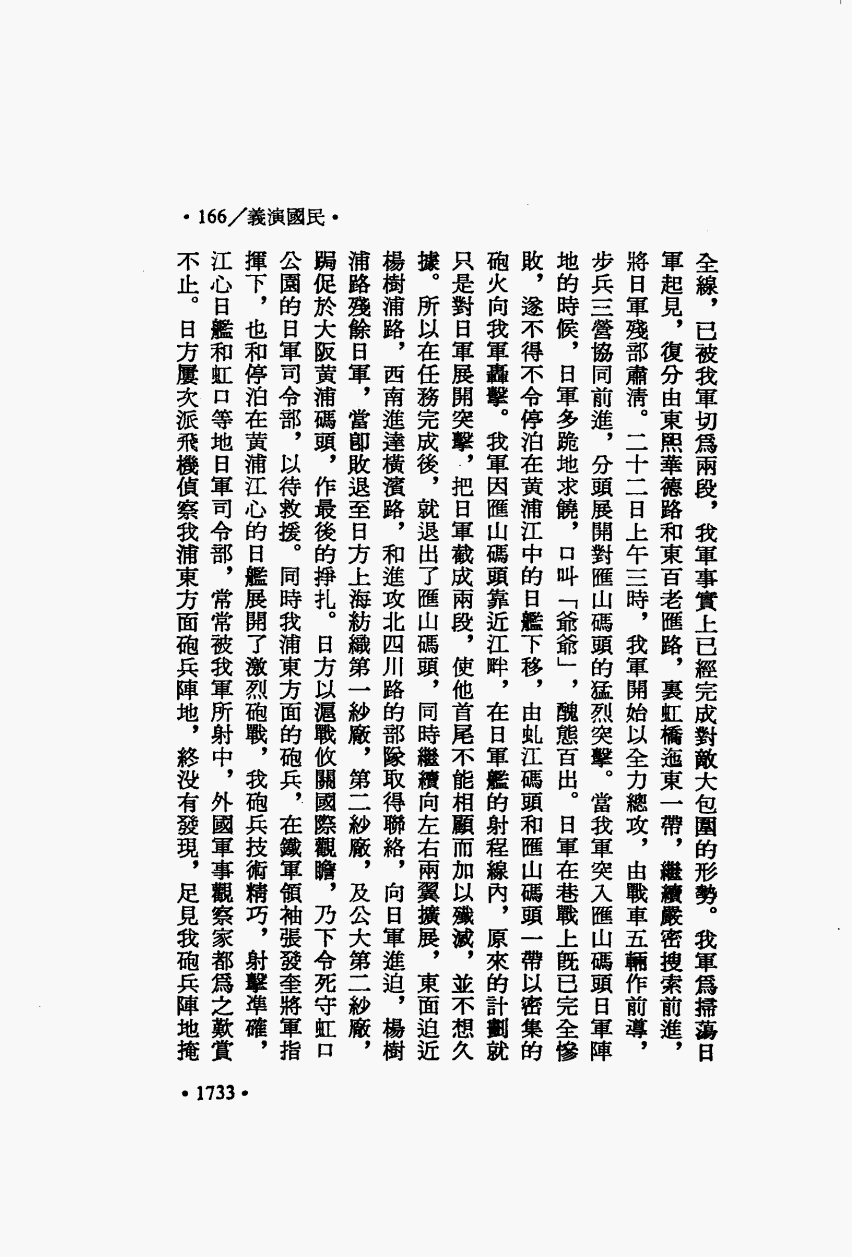 •166／義演國民•
全線，已被我軍切爲兩段，我軍事實上已經完成對敵大包圍的形勢。我軍爲掃蕩日
軍起見，復分由東熙華德路和東百老匯路，裏虹橋迤東一帶，繼續嚴密搜索前進，
將日軍殘部肅清。二十二日上午三時，我軍開始以全力總攻，由戰車五輛作前導，
步兵三營協同前進，分頭展開對匯山碼頭的猛烈突擊。當我軍突入匯山碼頭日軍陣
地的時候，日軍多跪地求饒，口叫「爺爺」，醜態百出。日軍在巷戰上旣已完全慘
敗，遂不得不令停泊在黄浦江中的日艦下移，由虬江碼頭和匯山碼頭一帶以密集的
砲火向我軍轟擊。我軍因匯山碼頭靠近江畔，在日軍艦的射程線內，原來的計劃就
只是對日軍展開突擊，把日軍截成兩段，使他首尾不能相顧而加以殲滅，並不想久
據。所以在任務完成後，就退出了匯山碼頭，同時繼續向左右兩翼擴展，東面迫近
楊樹浦路，西南進達橫濱路，和進攻北四川路的部隊取得聯絡，向日軍進迫，楊樹
浦路殘餘日軍，當卽敗退至日方上海紡織第一紗廠，第二紗廠，及公大第二紗廠，
跼促於大阪黄浦碼頭，作最後的掙扎。日方以滬戰攸關國際觀瞻，乃下令死守虹口
公園的日軍司令部，以待救援。同時我浦東方面的砲兵，在鐵軍領袖張發奎將軍指
揮下，也和停泊在黄浦江心的日艦展開了激烈砲戰，我砲兵技術精巧，射擊準確，
江心日艦和虹口等地日軍司令部，常常被我軍所射中，外國軍事觀察家都爲之歎賞
不止。日方屢次派飛機偵察我浦東方面砲兵陣地，終没有發現，足見我砲兵陣地掩
•1733•